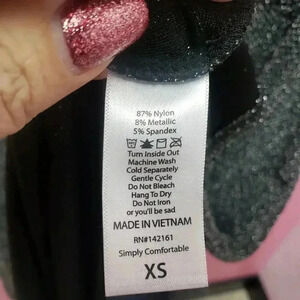 87% Nylon
8% Metallic
5% Spandex
Turn Inside Out
Machine Wash
Cold Separately
Gentle Cycle
Do Not Bleach
Hang To Dry
Do Not Iron
or you'll be sad
MADE IN VIETNAM
RN#142161
Simply Comfortable
XS